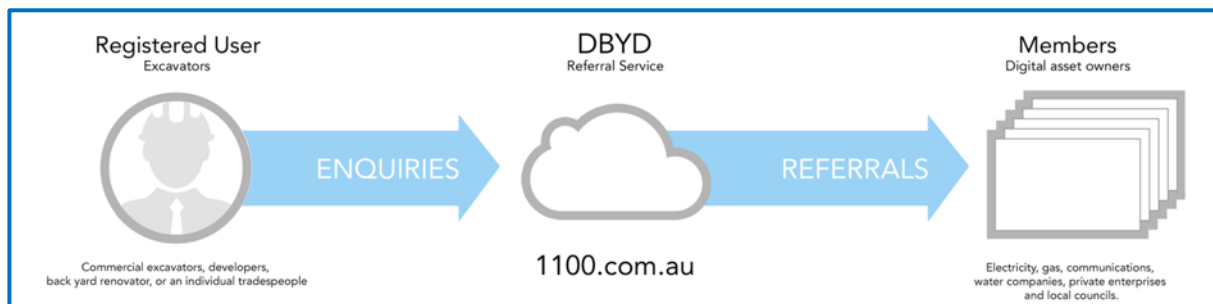 Registered User
Excavators
ENQUIRIES
Commercial excavators, developers,
back yard renovator, or an individual tradespeople
DBYD
Referral Service
1100.com.au
REFERRALS
Members
Digital asset owners
Electricity, gas, communications,
water companies, private enterprises
and local councils.